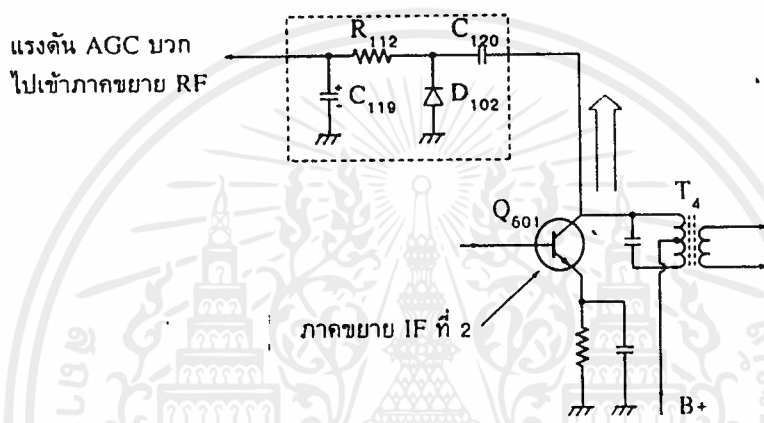 แรงดัน AGC บวก
ไปเข้าภาคขยาย RF
R112
C120
C119
D102
Q601
T4
ภาคขยาย IF ที่ 2
B+